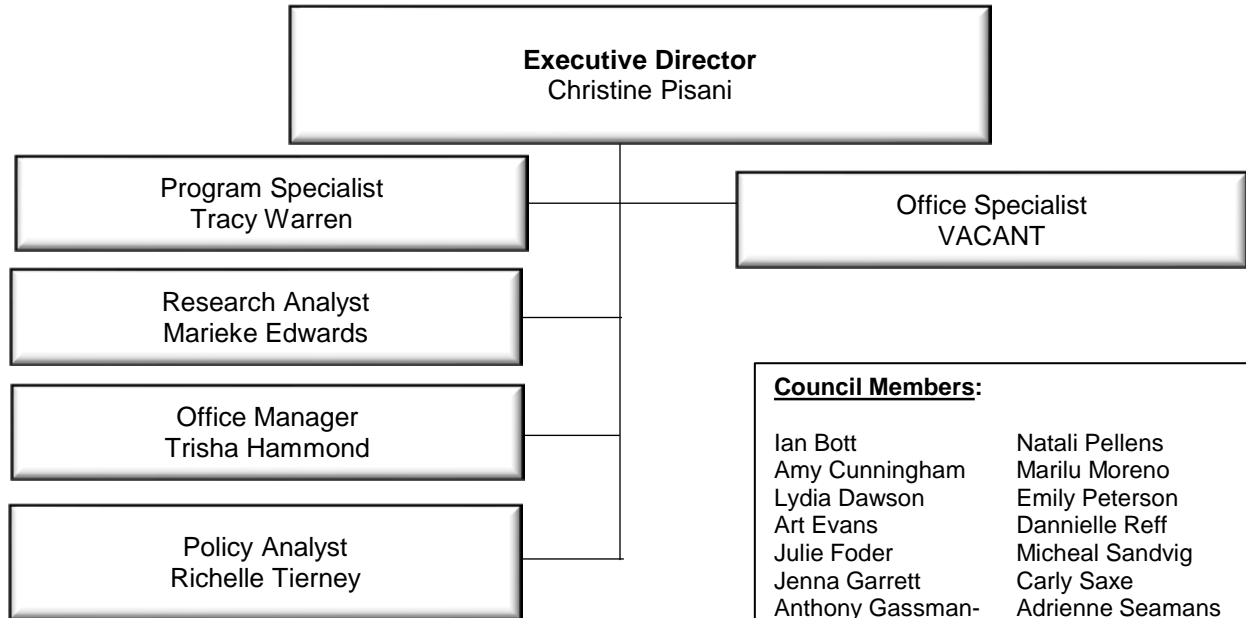 Executive Director
Christine Pisani
Program Specialist
Tracy Warren
Office Specialist
VACANT
Research Analyst
Marieke Edwards
Office Manager
Trisha Hammond
Policy Analyst
Richelle Tierney
Council Members:
Ian Bott
Amy Cunningham
Lydia Dawson
Art Evans
Julie Foder
Jenna Garrett
Anthony Gassman-
Natali Pellens
Marilu Moreno
Emily Peterson
Dannielle Reff
Micheal Sandvig
Carly Saxe
Adrienne Seamans